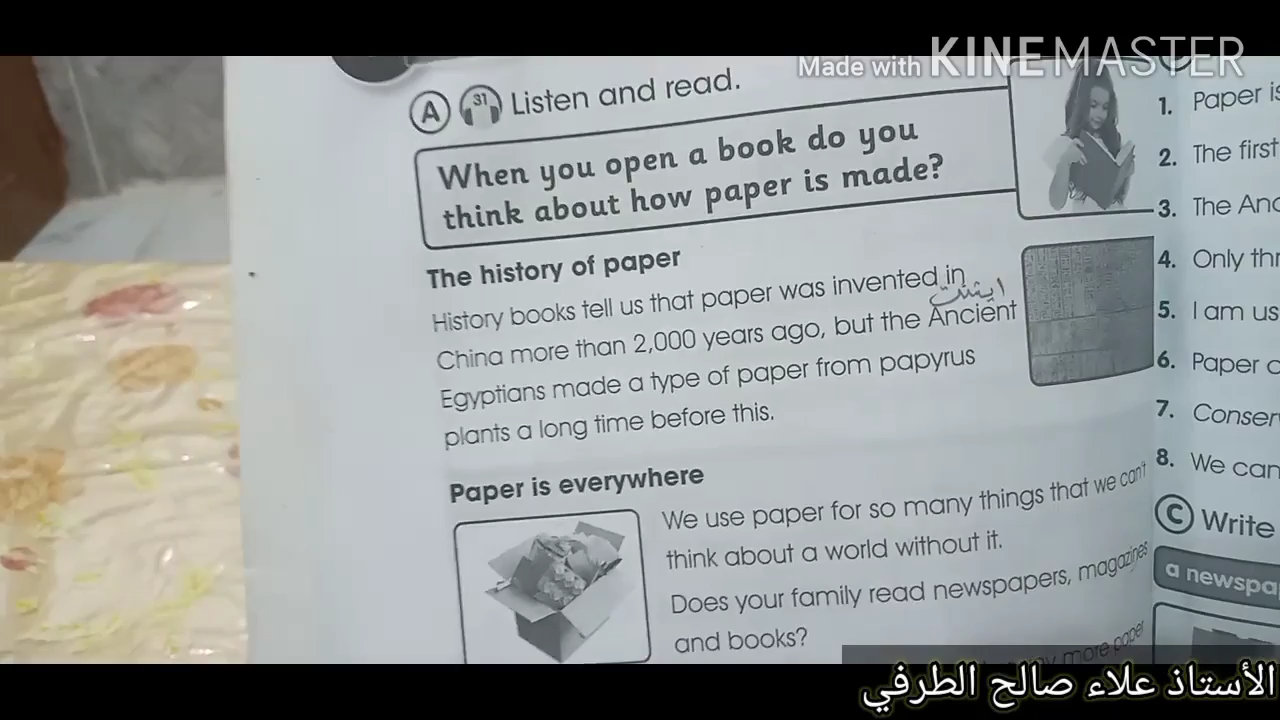 Made with KINEMASTER
A 31 Listen and read.
When you open a book do you
think about how paper is made?
The history of paper
History books tell us that paper was invented in
اينشنت
China more than 2,000 years ago, but the Ancient
Egyptians made a type of paper from papyrus
plants a long time before this.
Paper is everywhere
We use paper for so many things that we can't
think about a world without it.
Does your family read newspapers, magazines
and books?
more paper
1. Paper is
2. The first
3. The Anc
4. Only thr
5. I am us
6. Paper c
7. Conser
8. We can
C Write
a newspa
الأستاذ علاء صالح الطرفي